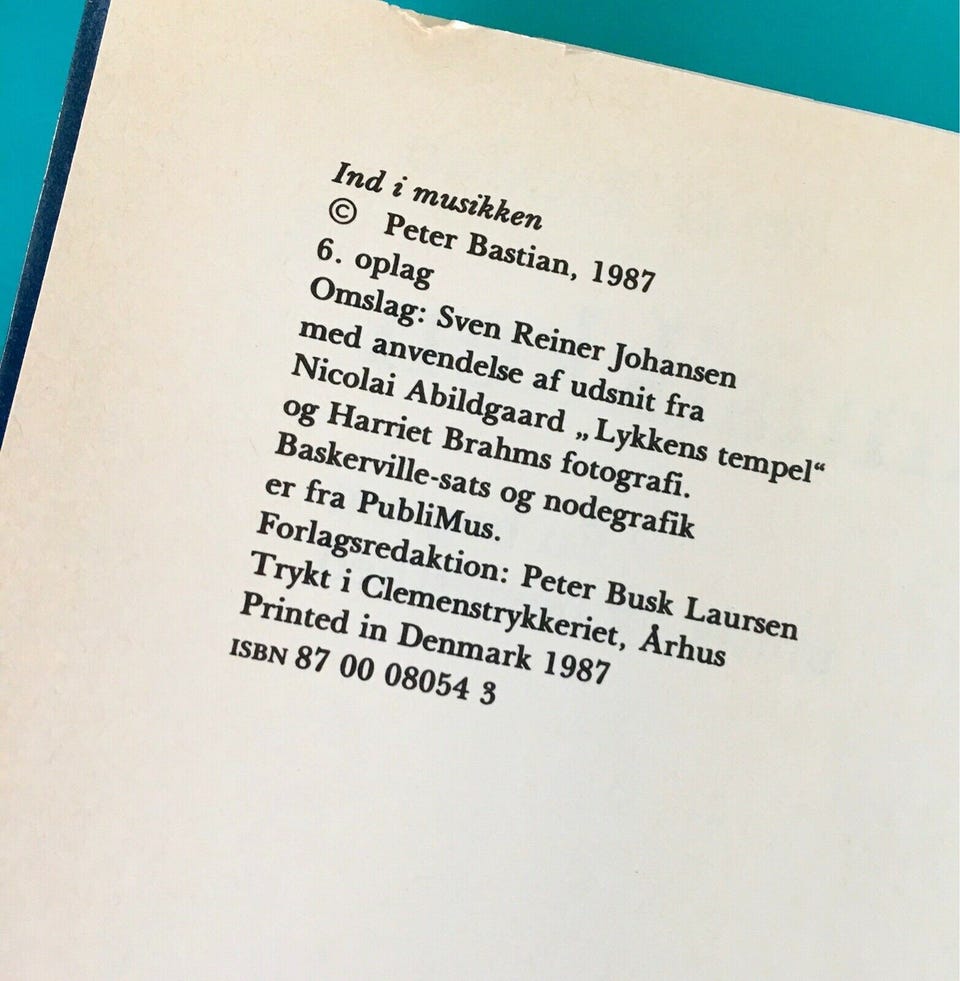 Ind i musikken
© Peter Bastian, 1987
6. oplag
Omslag: Sven Reiner Johansen
med anvendelse af udsnit fra
Nicolai Abildgaard „Lykkens tempel“
og Harriet Brahms fotografi.
Baskerville-sats og nodegrafik
er fra PubliMus.
Forlagsredaktion: Peter Busk Laursen
Trykt i Clemenstrykkeriet, Århus
Printed in Denmark 1987
ISBN 87 00 08054 3